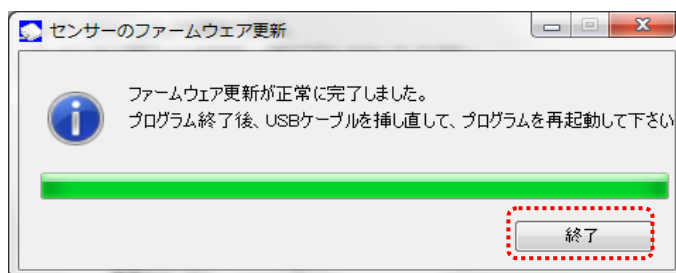 センサーのファームウェア更新
ファームウェア更新が正常に完了しました。
プログラム終了後、USBケーブルを挿し直して、プログラムを再起動して下さい
終了